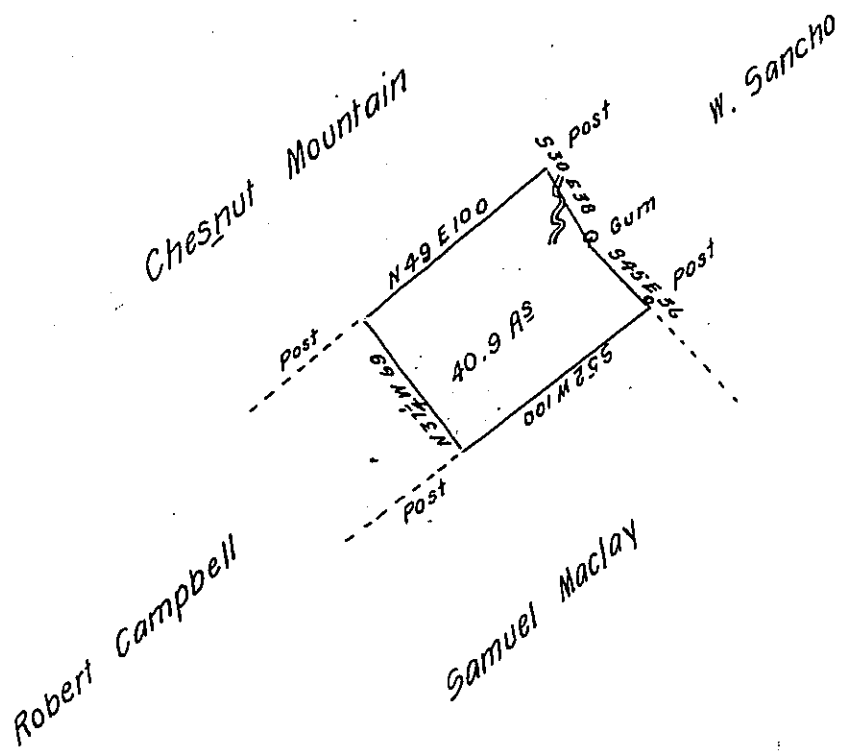 W. Sancho
Chesnut Mountain
Post
S30E38
Gum
N49E100
S45E36
Post
Post
40.9 As
N37½W69
S52W100
Post
Robert Campbell
Samuel Maclay